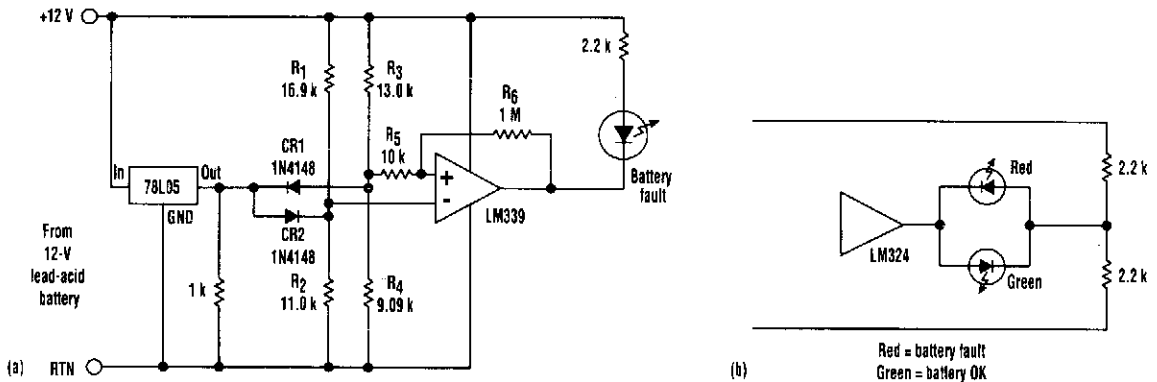 +12 V
2.2 k
R1
16.9 k
R3
13.0 k
R6
1 M
R5
10 k
CR1
1N4148
In
78L05
Out
GND
+
-
LM339
Battery
fault
CR2
1N4148
From
12-V
lead-acid
battery
1 k
R2
11.0 k
R4
9.09 k
(a)
RTN
Red
2.2 k
LM324
Green
2.2 k
(b)
Red = battery fault
Green = battery OK